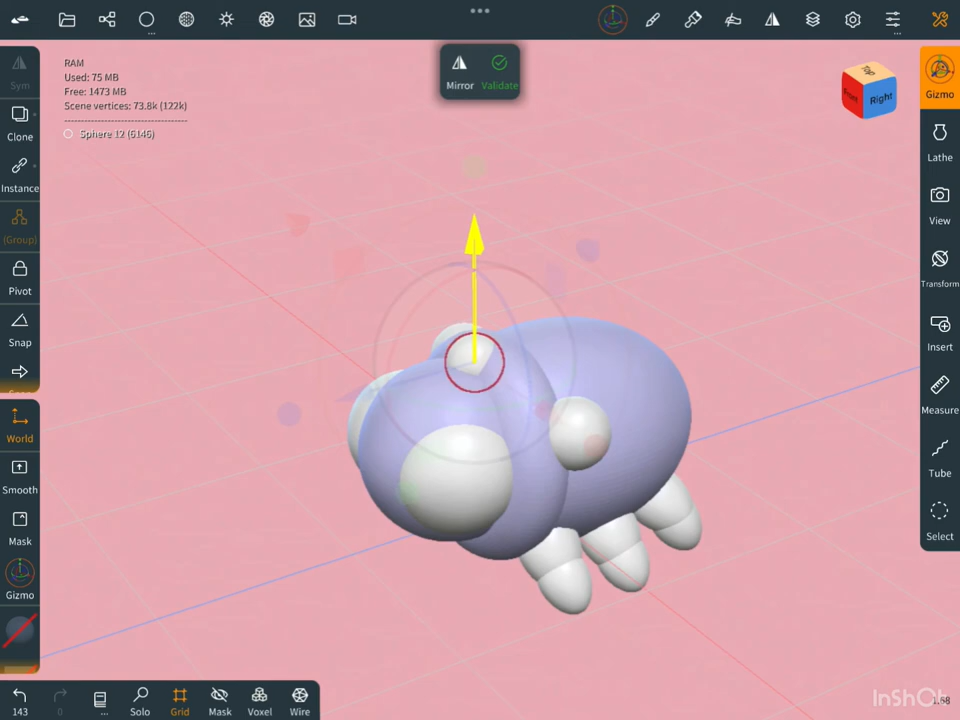 RAM
Used: 75 MB
Free: 1473 MB
Scene vertices: 73.8k (122k)
Sphere 12 (6146)
Mirror
Validate
Top
Front
Right
Sym
Clone
Instance
(Group)
Pivot
Snap
World
Smooth
Mask
Gizmo
Gizmo
Lathe
View
Transform
Insert
Measure
Tube
Select
143
0
Solo
Grid
Mask
Voxel
Wire
InShOt
1.68